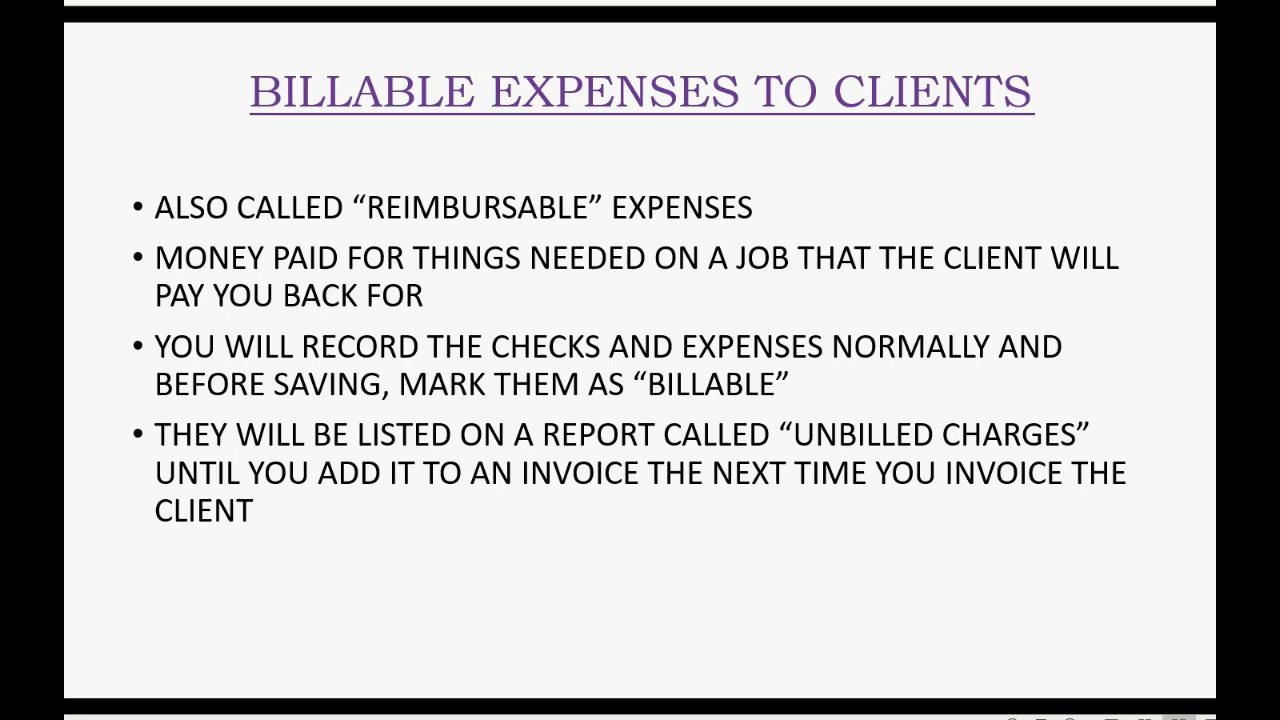 BILLABLE EXPENSES TO CLIENTS
• ALSO CALLED “REIMBURSABLE” EXPENSES
• MONEY PAID FOR THINGS NEEDED ON A JOB THAT THE CLIENT WILL
PAY YOU BACK FOR
• YOU WILL RECORD THE CHECKS AND EXPENSES NORMALLY AND
BEFORE SAVING, MARK THEM AS “BILLABLE”
• THEY WILL BE LISTED ON A REPORT CALLED “UNBILLED CHARGES”
UNTIL YOU ADD IT TO AN INVOICE THE NEXT TIME YOU INVOICE THE
CLIENT